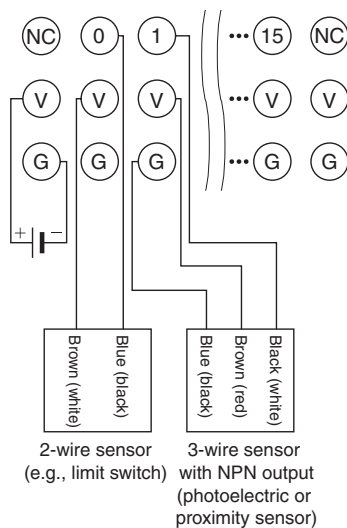 NC 0 1 ••• 15 NC
V V V ••• V V
G G G ••• G G
+ −
Brown (white)
Blue (black)
Blue (black)
Brown (red)
Black (white)
2-wire sensor
(e.g., limit switch)
3-wire sensor
with NPN output
(photoelectric or
proximity sensor)